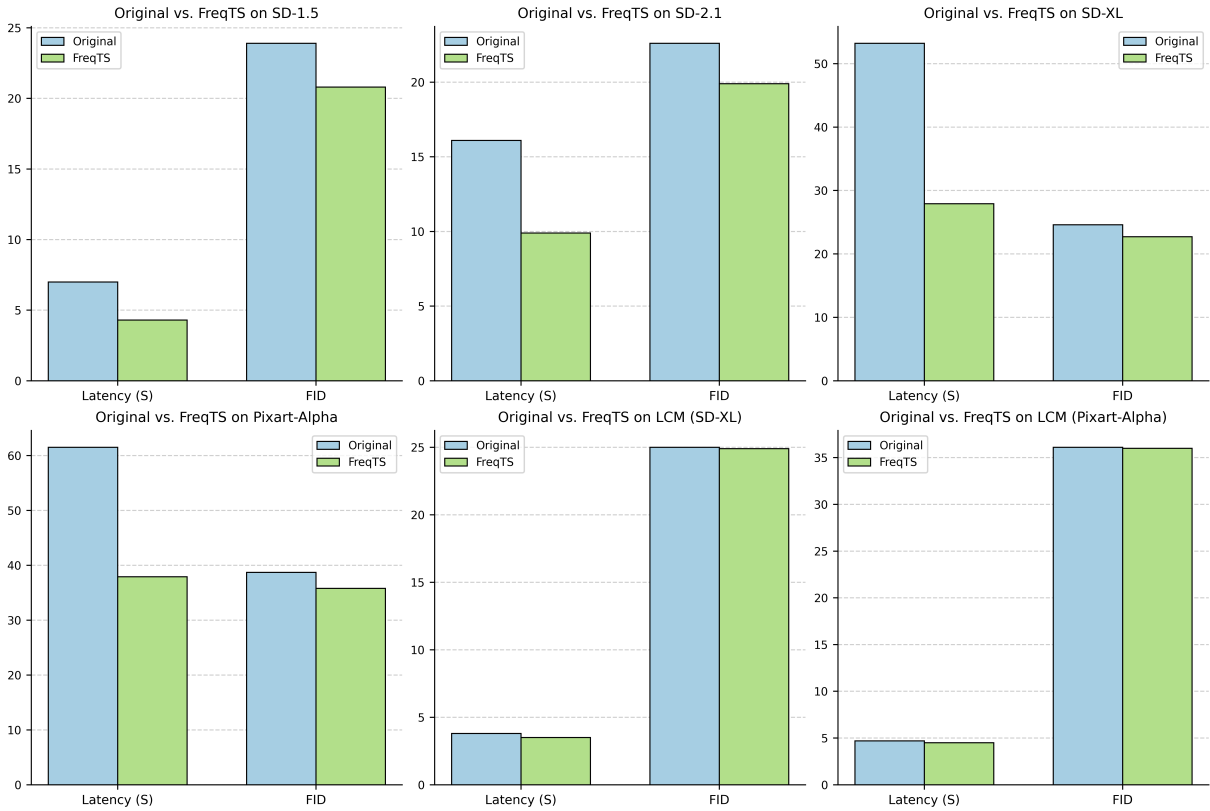 Original vs. FreqTS on SD-1.5
25
20
15
10
5
0
Original
FreqTS
Latency (S)
FID
Original vs. FreqTS on SD-2.1
20
15
10
5
0
Original
FreqTS
Latency (S)
FID
Original vs. FreqTS on SD-XL
50
40
30
20
10
0
Original
FreqTS
Latency (S)
FID
Original vs. FreqTS on Pixart-Alpha
60
50
40
30
20
10
0
Original
FreqTS
Latency (S)
FID
Original vs. FreqTS on LCM (SD-XL)
25
20
15
10
5
0
Original
FreqTS
Latency (S)
FID
Original vs. FreqTS on LCM (Pixart-Alpha)
35
30
25
20
15
10
5
0
Original
FreqTS
Latency (S)
FID